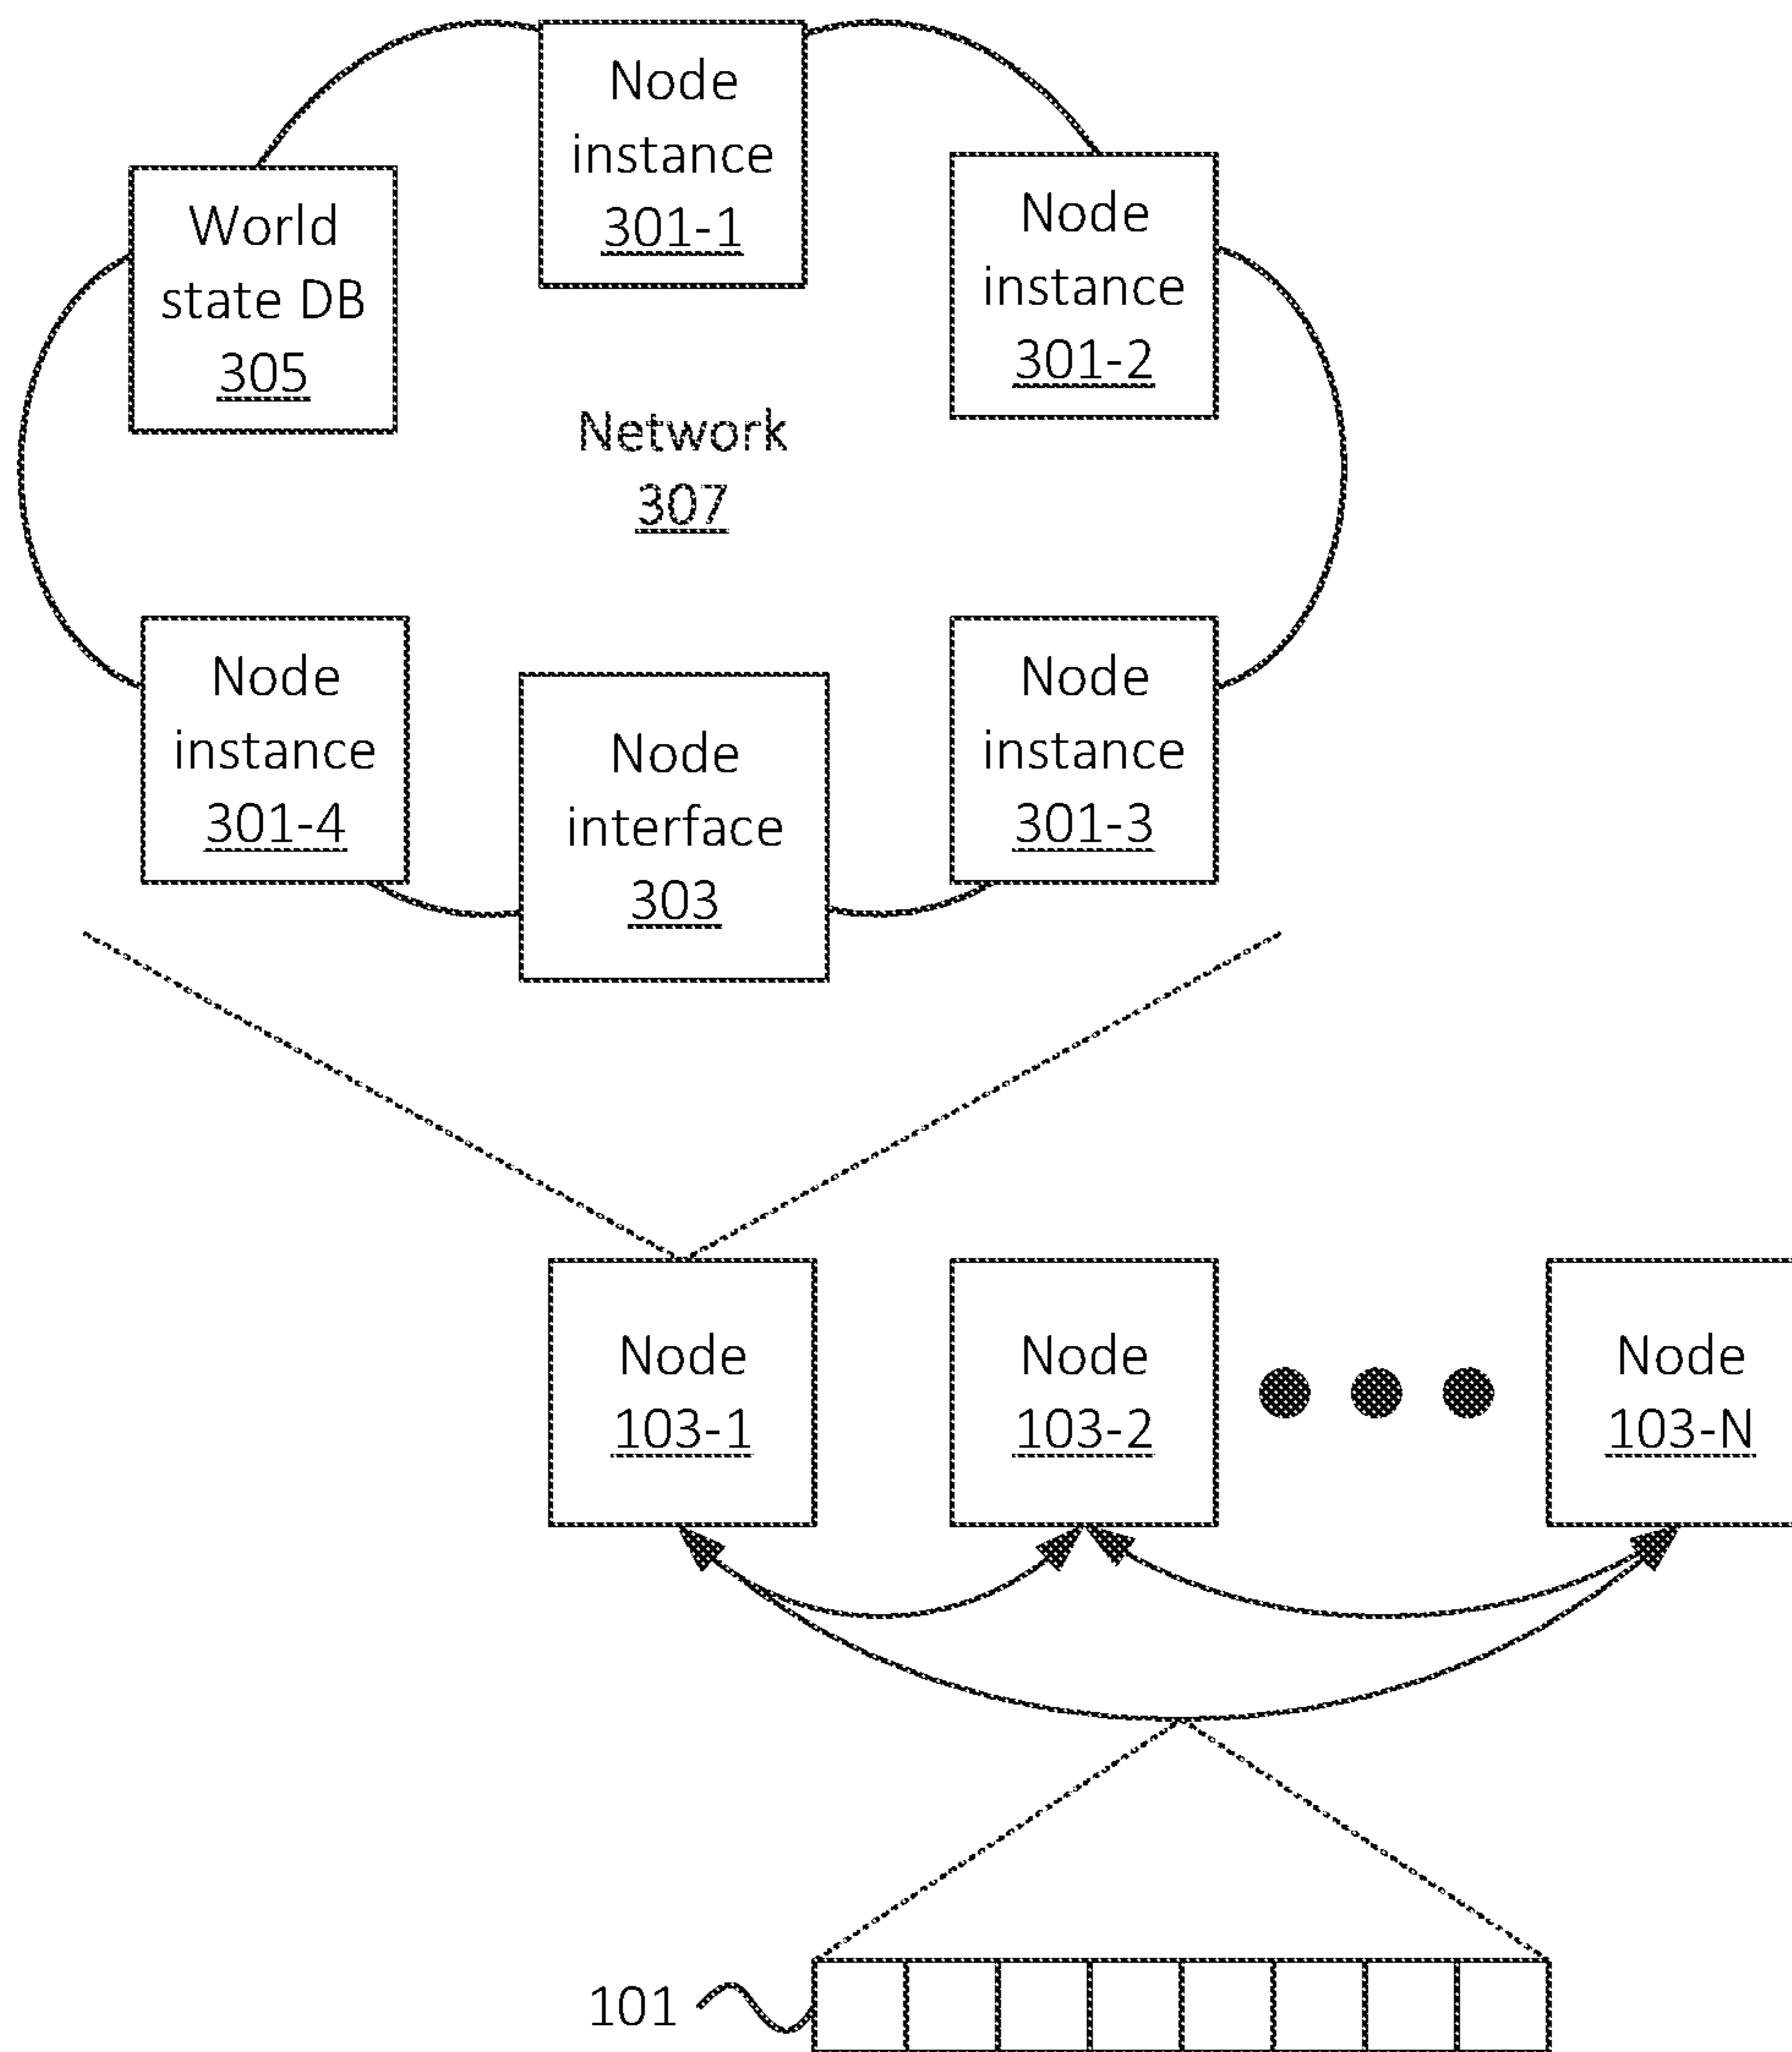 Node
instance
301-1
World
state DB
305
Node
instance
301-2
Network
307
Node
instance
301-4
Node
interface
303
Node
instance
301-3
Node
103-1
Node
103-2
Node
103-N
101